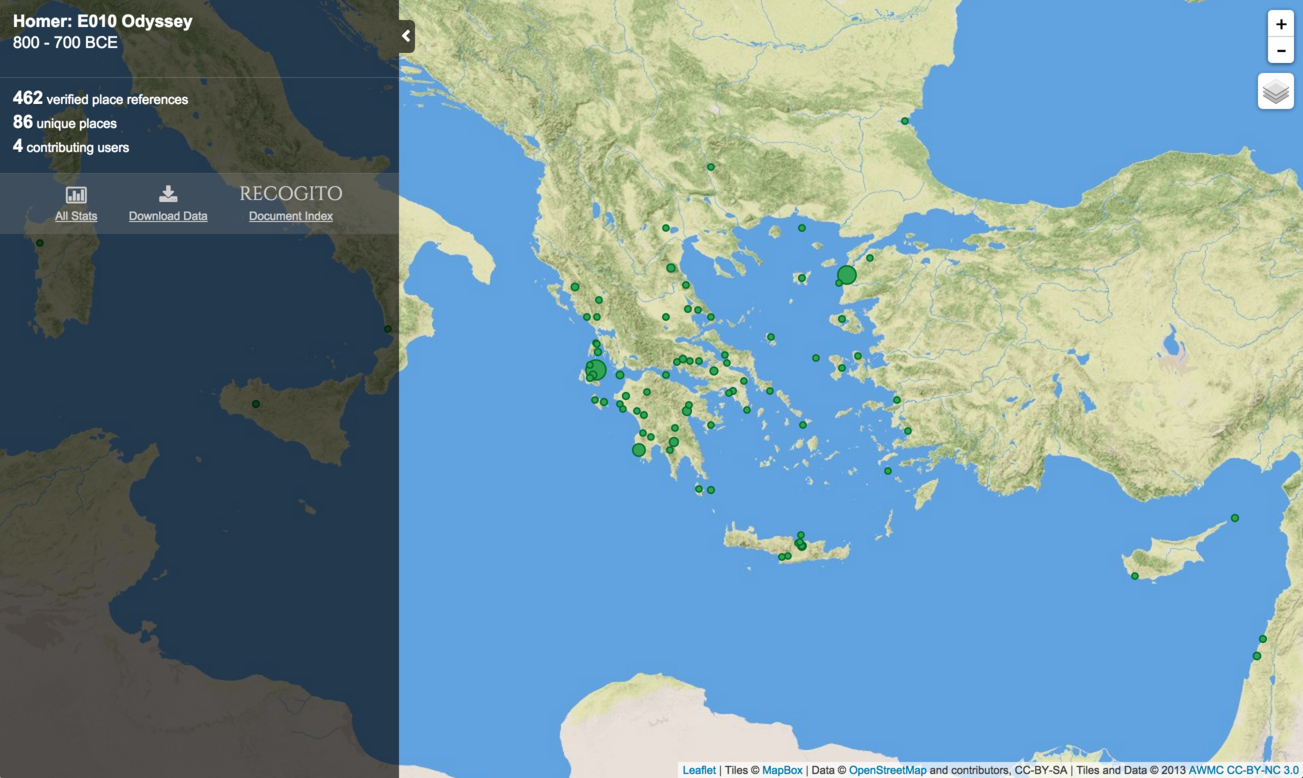 Homer: E010 Odyssey
800 - 700 BCE
462 verified place references
86 unique places
4 contributing users
All Stats
Download Data
RECOGITO
Document Index
+
-
Leaflet | Tiles © MapBox | Data © OpenStreetMap and contributors, CC-BY-SA | Tiles and Data © 2013 AWMC CC-BY-NC 3.0